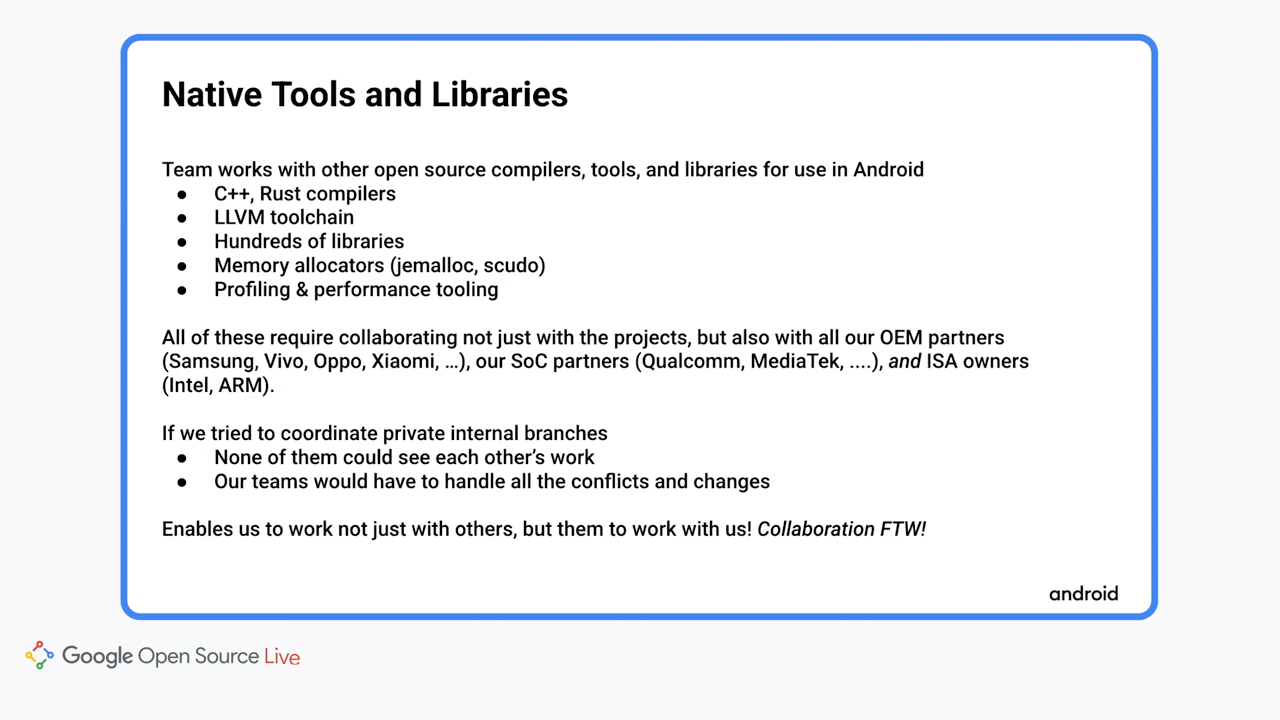 Native Tools and Libraries
Team works with other open source compilers, tools, and libraries for use in Android
● C++, Rust compilers
● LLVM toolchain
● Hundreds of libraries
● Memory allocators (jemalloc, scudo)
● Profiling & performance tooling
All of these require collaborating not just with the projects, but also with all our OEM partners
(Samsung, Vivo, Oppo, Xiaomi, …), our SoC partners (Qualcomm, MediaTek, ....), and ISA owners
(Intel, ARM).
If we tried to coordinate private internal branches
● None of them could see each other’s work
● Our teams would have to handle all the conflicts and changes
Enables us to work not just with others, but them to work with us! Collaboration FTW!
android
Google Open Source Live